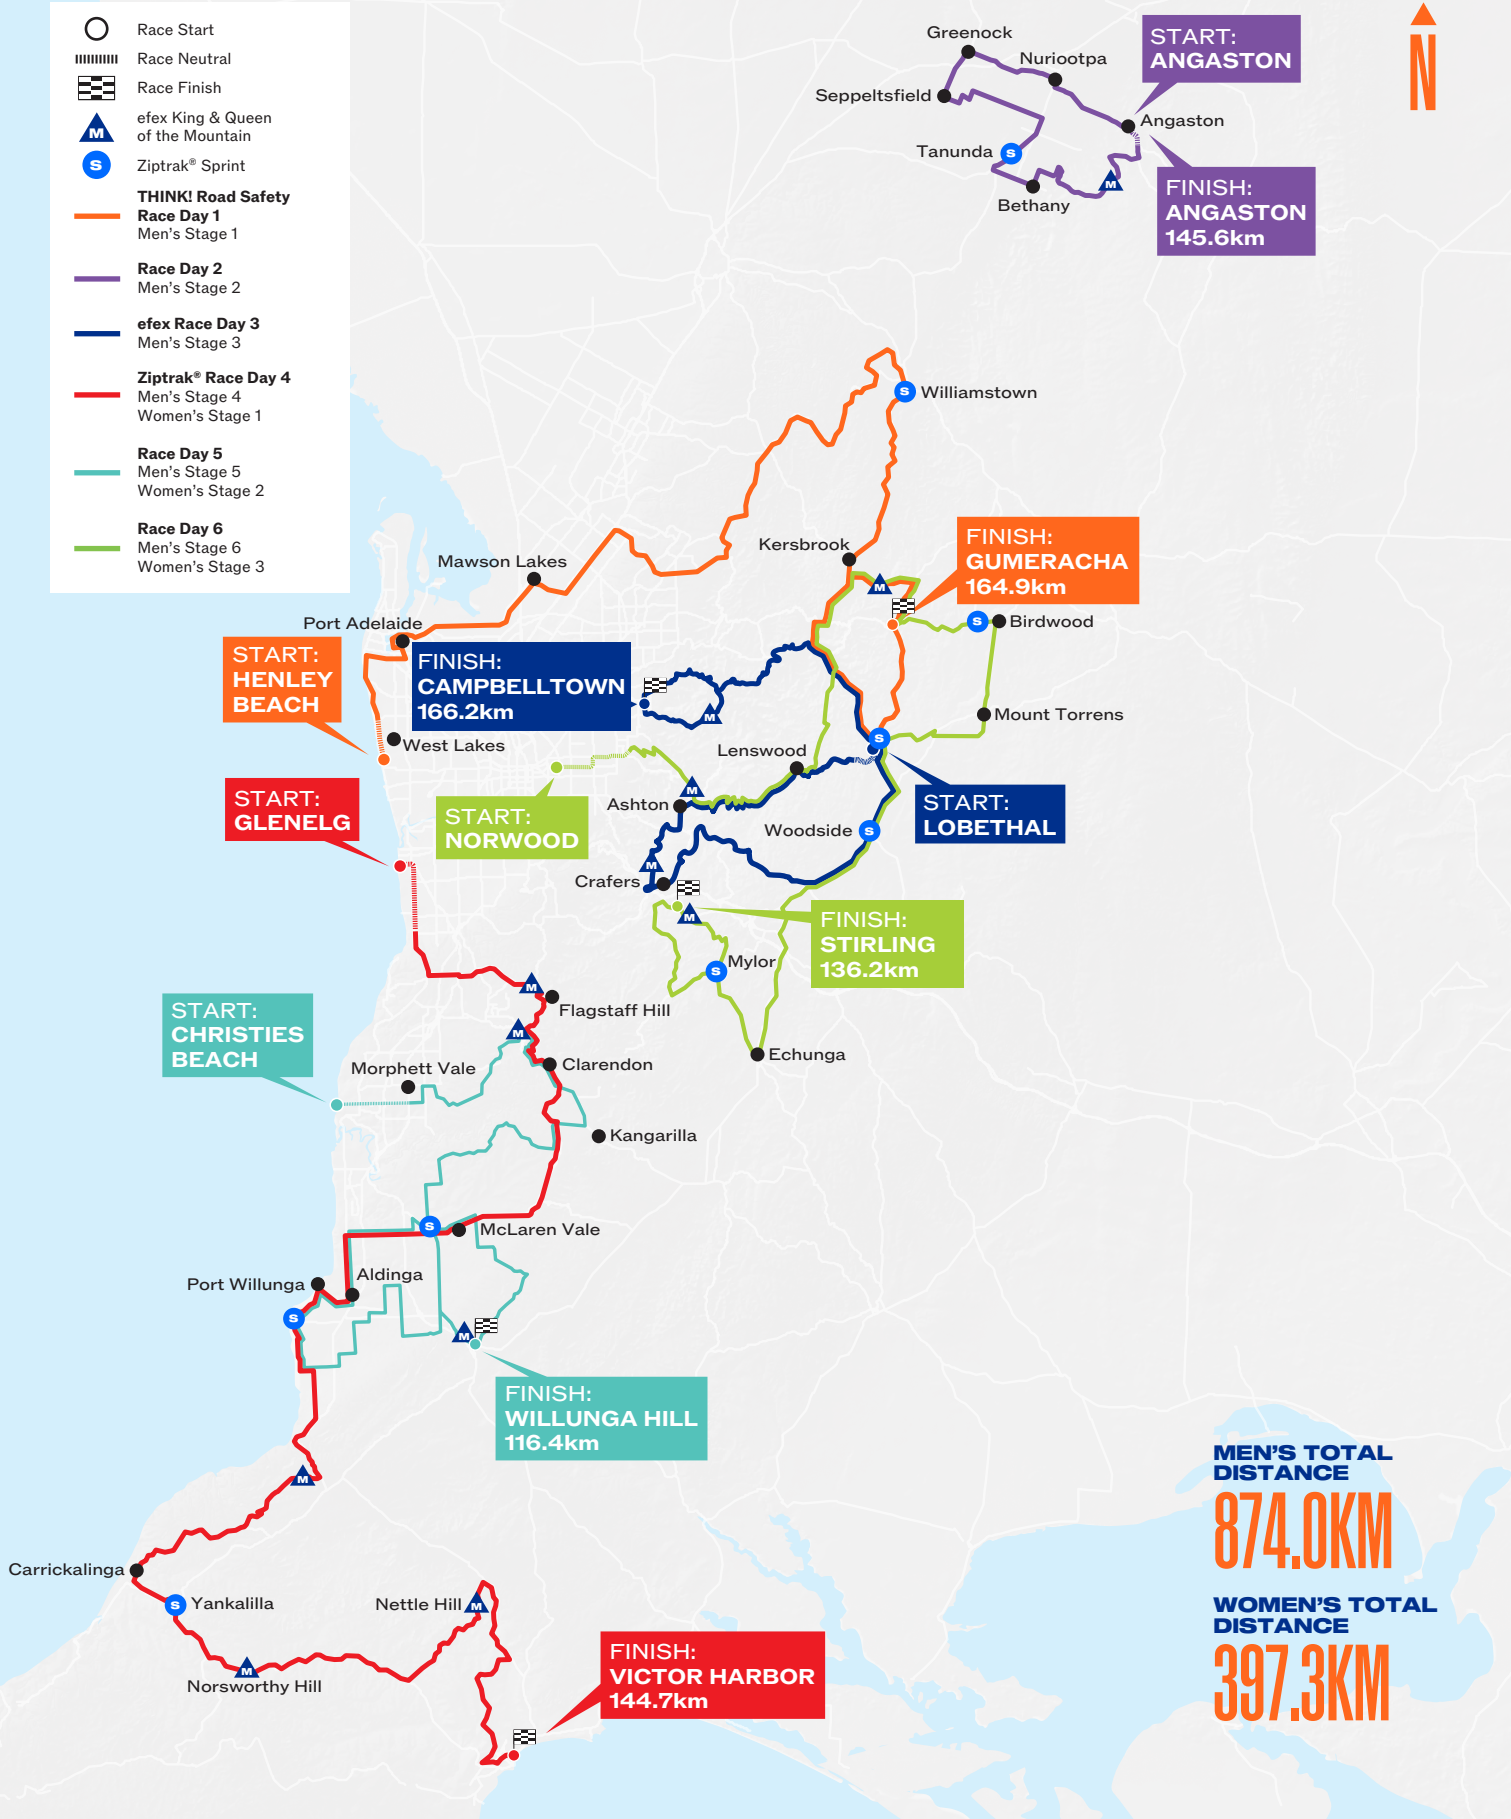 Race Start
Race Neutral
Race Finish
M
efex King & Queen
of the Mountain
S
Ziptrak® Sprint
THINK! Road Safety
Race Day 1
Men's Stage 1
Race Day 2
Men's Stage 2
efex Race Day 3
Men's Stage 3
Ziptrak® Race Day 4
Men's Stage 4
Women's Stage 1
Race Day 5
Men's Stage 5
Women's Stage 2
Race Day 6
Men's Stage 6
Women's Stage 3
N
Greenock
Nuriootpa
START:
ANGASTON
Seppeltsfield
Angaston
Tanunda
S
Bethany
M
FINISH:
ANGASTON
145.6km
S
Williamstown
Kersbrook
M
FINISH:
GUMERACHA
164.9km
Mawson Lakes
Port Adelaide
S
Birdwood
START:
HENLEY
BEACH
FINISH:
CAMPBELLTOWN
166.2km
M
Mount Torrens
West Lakes
Lenswood
S
START:
GLENELG
START:
NORWOOD
M
Ashton
START:
LOBETHAL
Woodside
S
M
Crafers
M
FINISH:
STIRLING
136.2km
S
Mylor
M
Flagstaff Hill
START:
CHRISTIES
BEACH
M
Clarendon
Echunga
Morphett Vale
Kangarilla
S
McLaren Vale
Port Willunga
Aldinga
S
M
FINISH:
WILLUNGA HILL
116.4km
M
Carrickalinga
S
Yankalilla
Nettle Hill
M
M
Norsworthy Hill
FINISH:
VICTOR HARBOR
144.7km
MEN'S TOTAL
DISTANCE
874.0KM
WOMEN'S TOTAL
DISTANCE
397.3KM